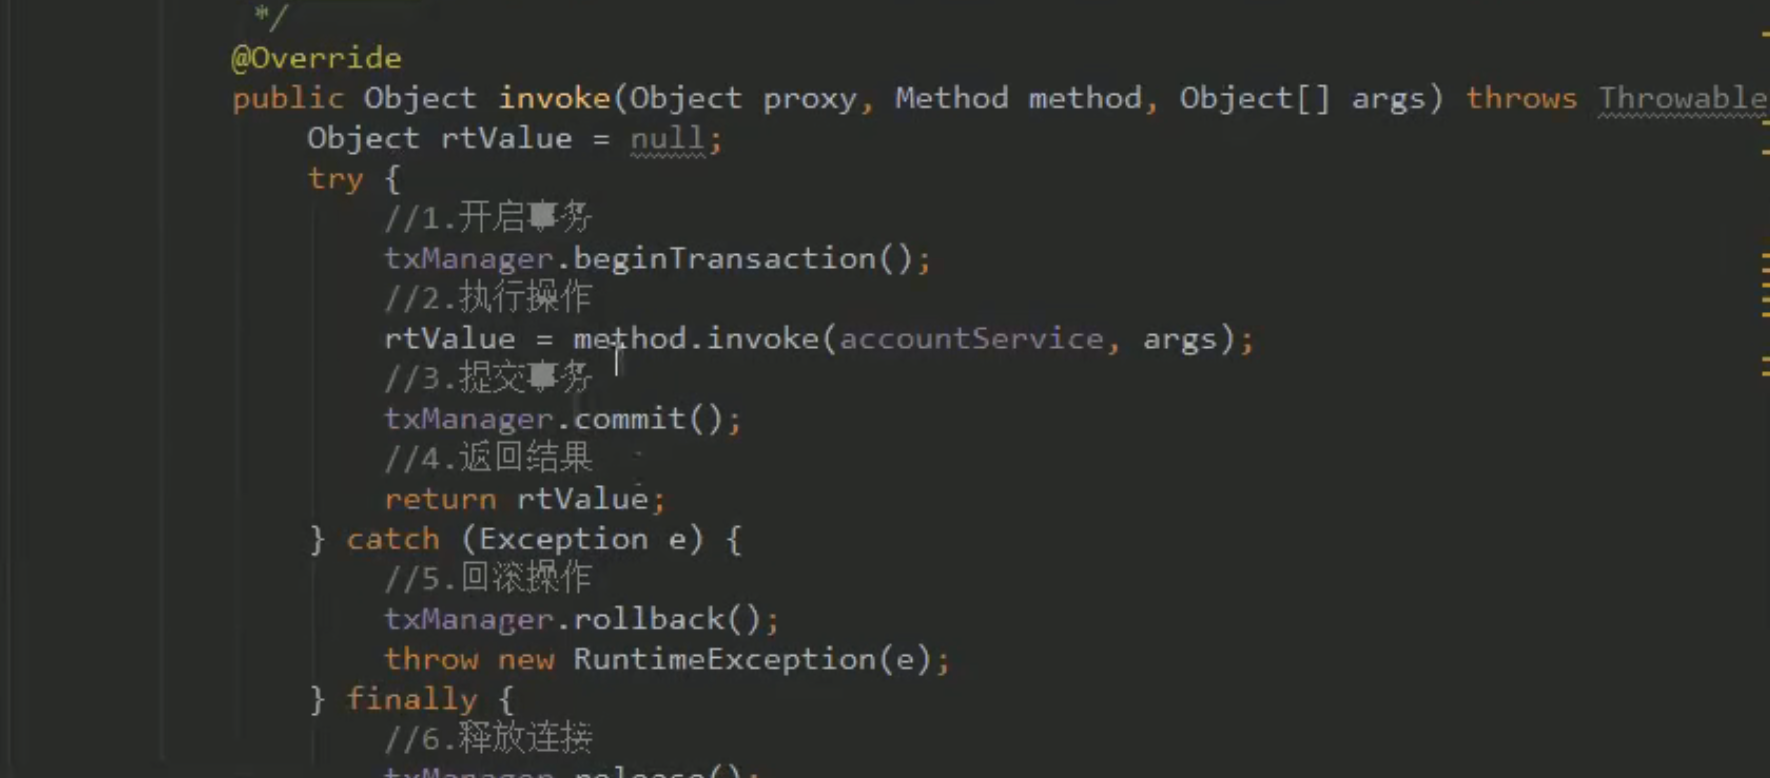 */
@Override
public Object invoke(Object proxy, Method method, Object[] args) throws Throwable
Object rtValue = null;
try {
//1.开启事务
txManager.beginTransaction();
//2.执行操作
rtValue = method.invoke(accountService, args);
//3.提交事务
txManager.commit();
//4.返回结果
return rtValue;
} catch (Exception e) {
//5.回滚操作
txManager.rollback();
throw new RuntimeException(e);
} finally {
//6.释放连接
txManager.release();